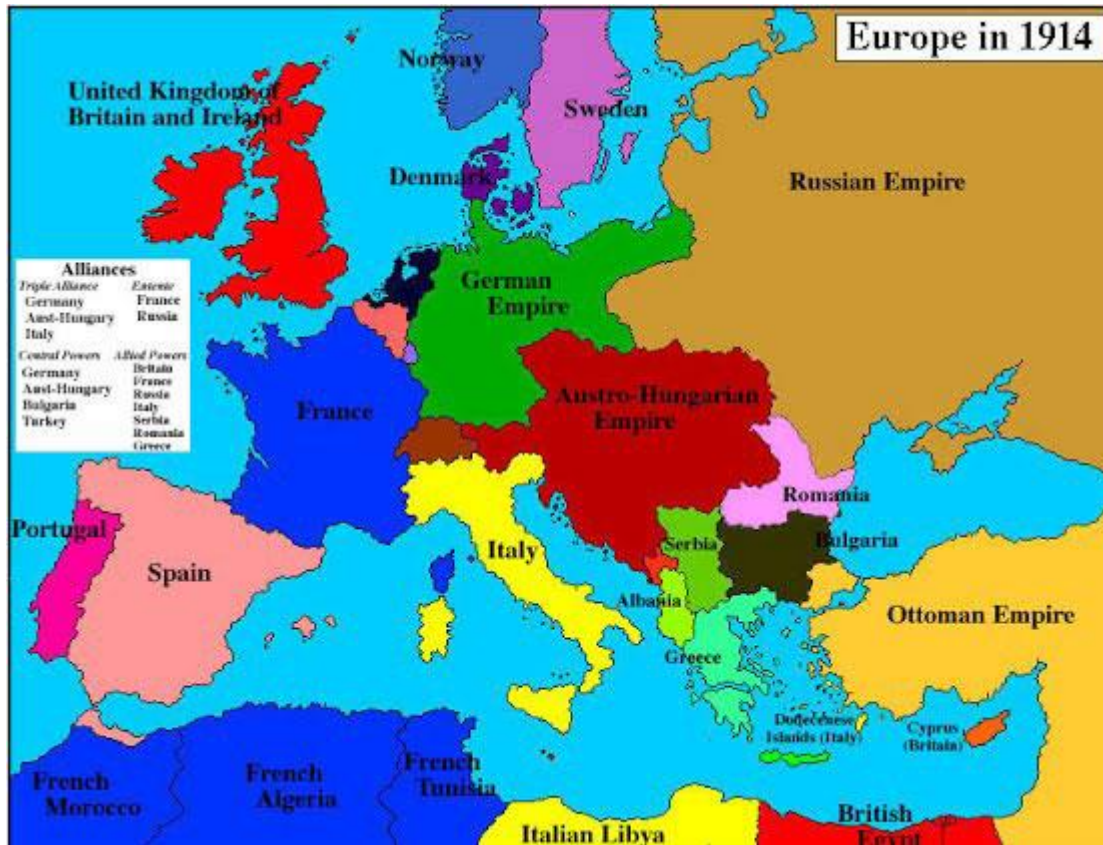 Europe in 1914
Norway
United Kingdom of
Britain and Ireland
Sweden
Denmark
Russian Empire
Alliances
Triple Alliance
Entente
Germany
Aust-Hungary
Italy
France
Russia
Central Powers
Allied Powers
Germany
Aust-Hungary
Bulgaria
Turkey
Britain
France
Russia
Italy
Serbia
Romania
Greece
German
Empire
France
Austro-Hungarian
Empire
Romania
Portugal
Spain
Italy
Serbia
Bulgaria
Albania
Ottoman Empire
Greece
Dodecenese
Islands (Italy)
Cyprus
(Britain)
French
Morocco
French
Algeria
French
Tunisia
Italian Libya
British
Egypt